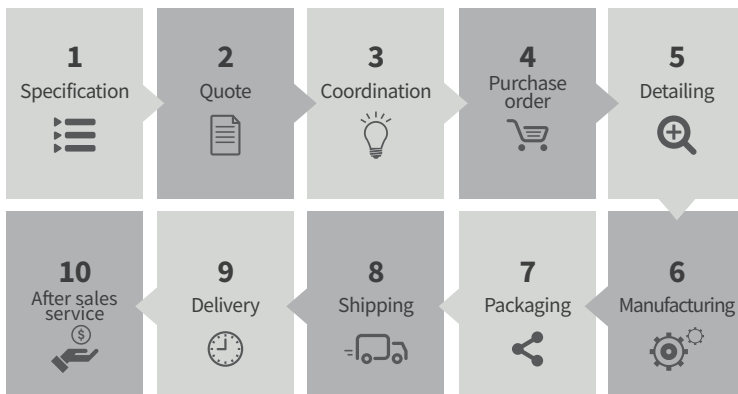 1
Specification
2
Quote
3
Coordination
4
Purchase
order
5
Detailing
10
After sales
service
$
9
Delivery
8
Shipping
7
Packaging
6
Manufacturing